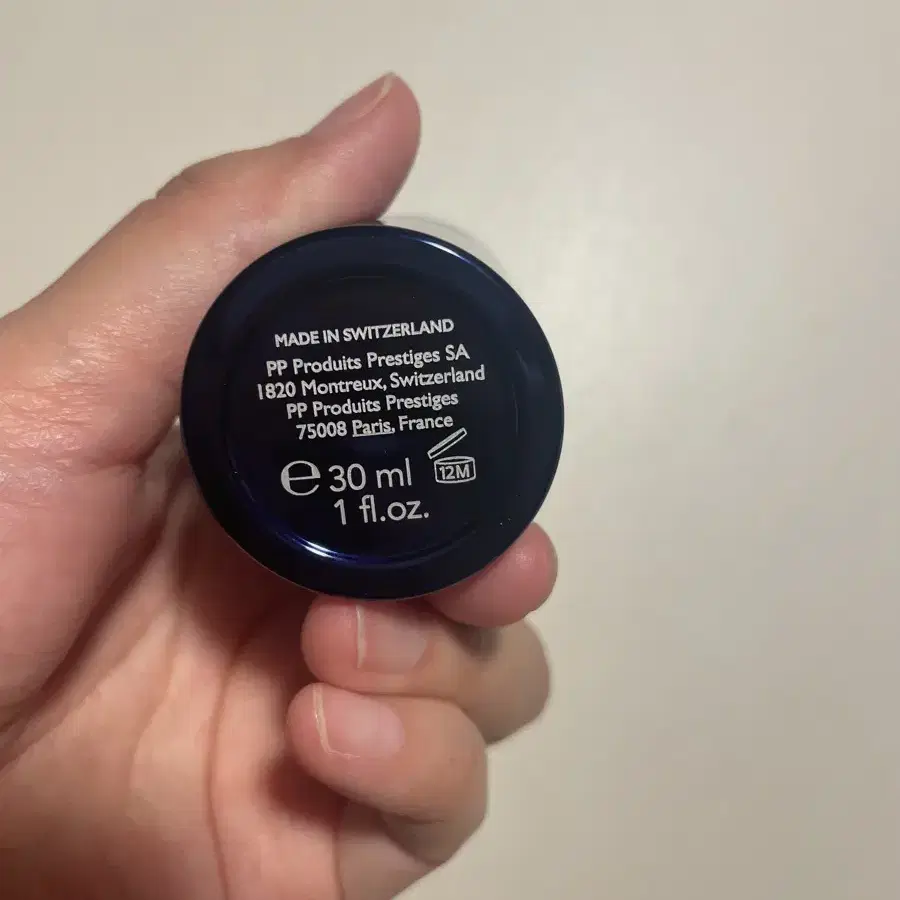 MADE IN SWITZERLAND
PP Produits Prestiges SA
1820 Montreux, Switzerland
PP Produits Prestiges
75008 Paris, France
℮ 30 ml
12M
1 fl.oz.